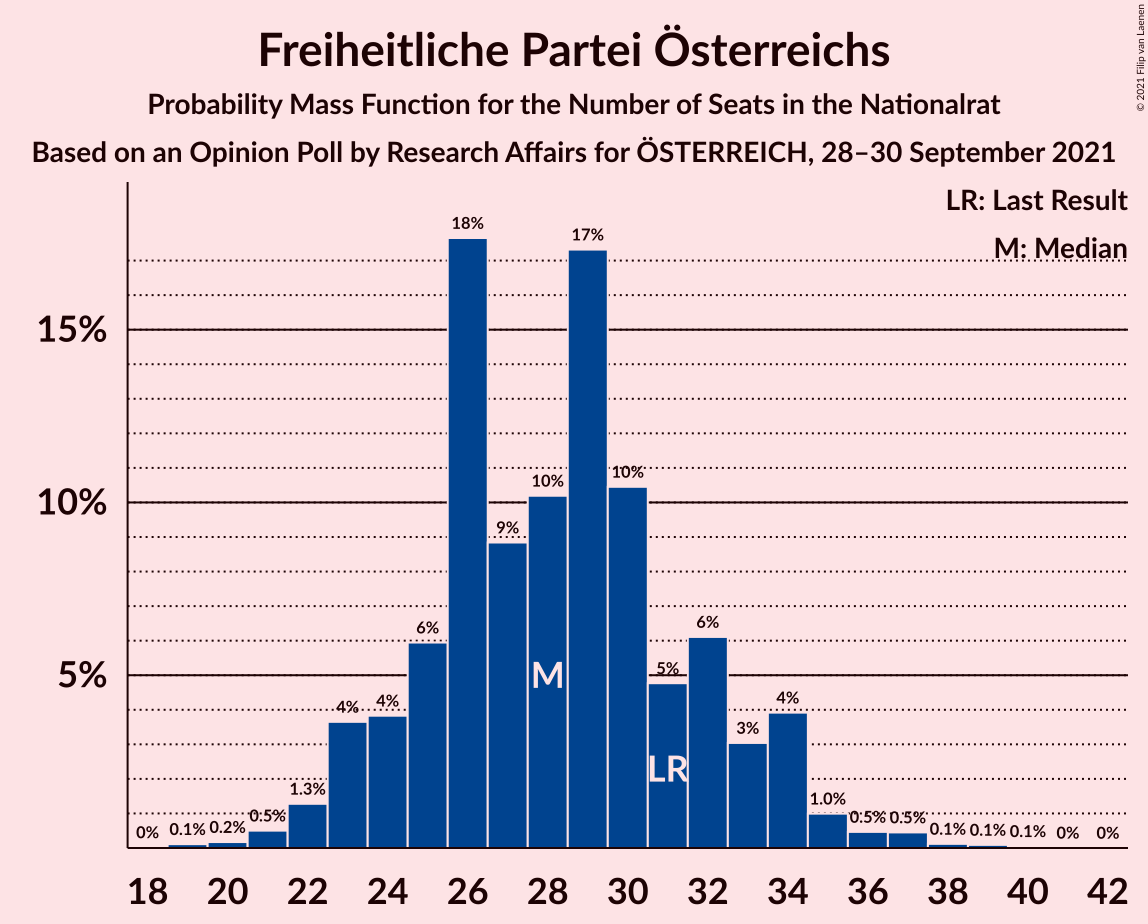 Freiheitliche Partei Österreichs
Probability Mass Function for the Number of Seats in the Nationalrat
Based on an Opinion Poll by Research Affairs for ÖSTERREICH, 28–30 September 2021
© 2021 Filip van Laenen
LR: Last Result
M: Median
15%
10%
5%
0% 0.1% 0.2% 0.5% 1.3% 4% 4% 6% 18% 9% 10% 17% 10% 5% 6% 3% 4% 1.0% 0.5% 0.5% 0.1% 0.1% 0.1% 0% 0%
M
LR
18 20 22 24 26 28 30 32 34 36 38 40 42